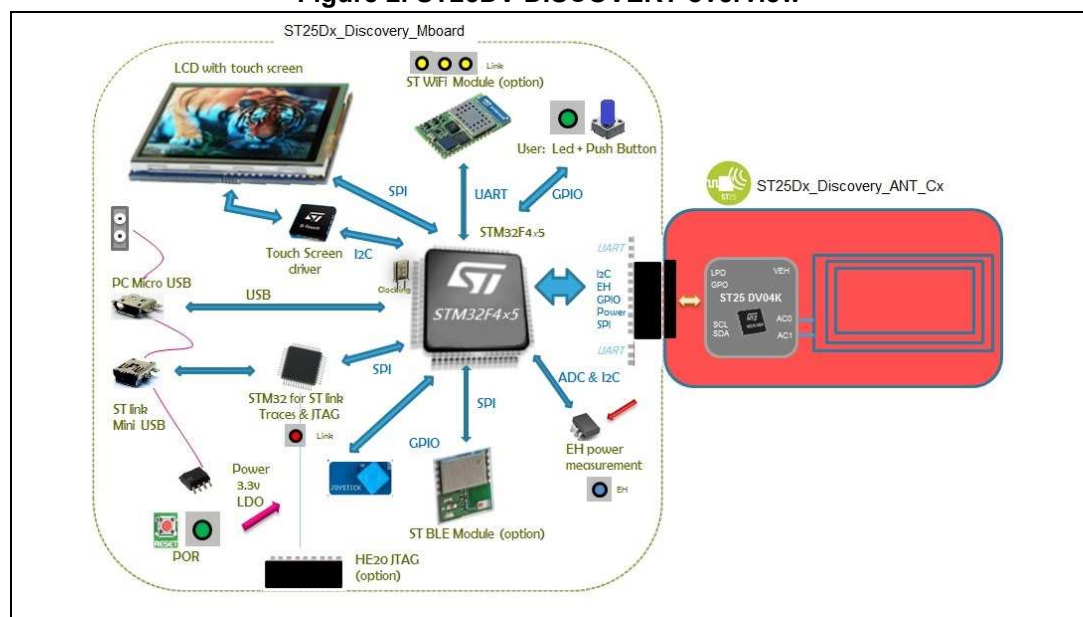 Figure 2. ST25DV-DISCOVERY overview
ST25Dx_Discovery_Mboard
LCD with touch screen
Link
ST WiFi Module (option)
User: Led + Push Button
SPI
UART
GPIO
STM32F4x5
Touch Screen
driver
I2C
Clocking
STM32F4x5
PC Micro USB
USB
ST link
Mini USB
STM32 for ST link
Traces & JTAG
Link
SPI
GPIO
JOYSTICK
SPI
ST BLE Module (option)
ADC & I2C
EH power
measurement
EH
Power
3.3v
LDO
RESET
POR
HE20 JTAG
(option)
UART
I2C
EH
GPIO
Power
SPI
UART
ST25
ST25Dx_Discovery_ANT_Cx
LPD
GPO
VEH
ST25 DV04K
SCL
SDA
AC0
AC1